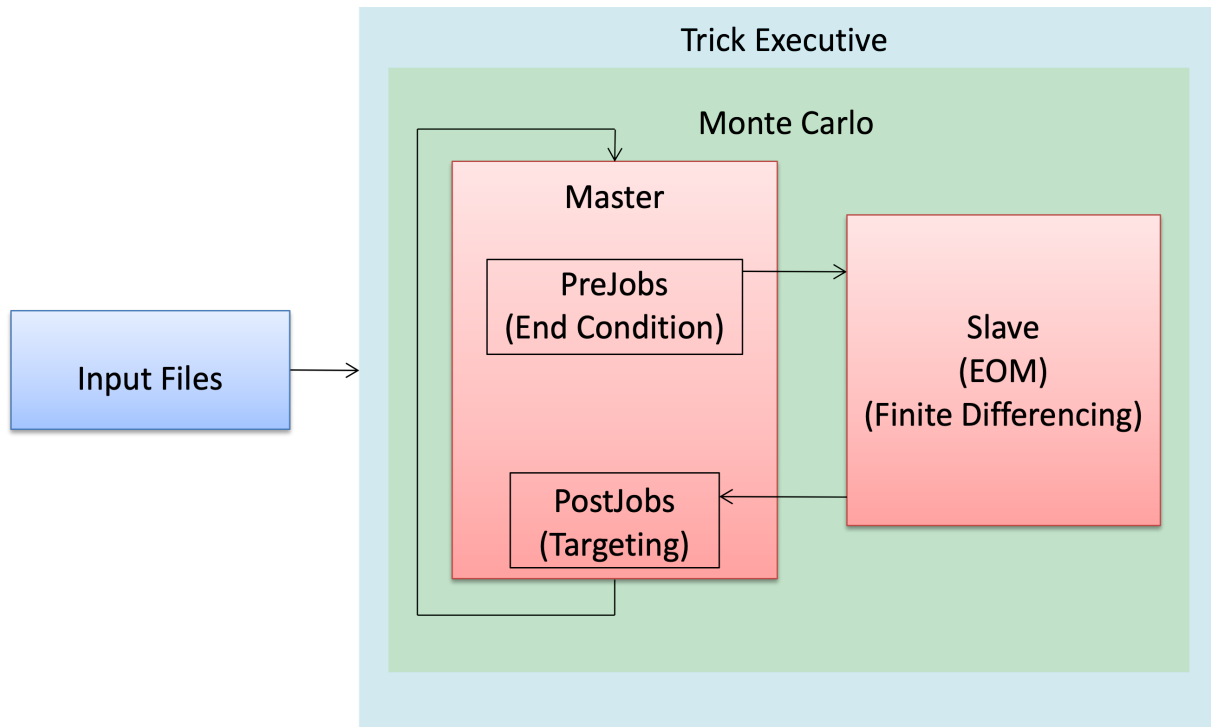 Trick Executive
Monte Carlo
Master
PreJobs
(End Condition)
Slave
(EOM)
(Finite Differencing)
Input Files
PostJobs
(Targeting)